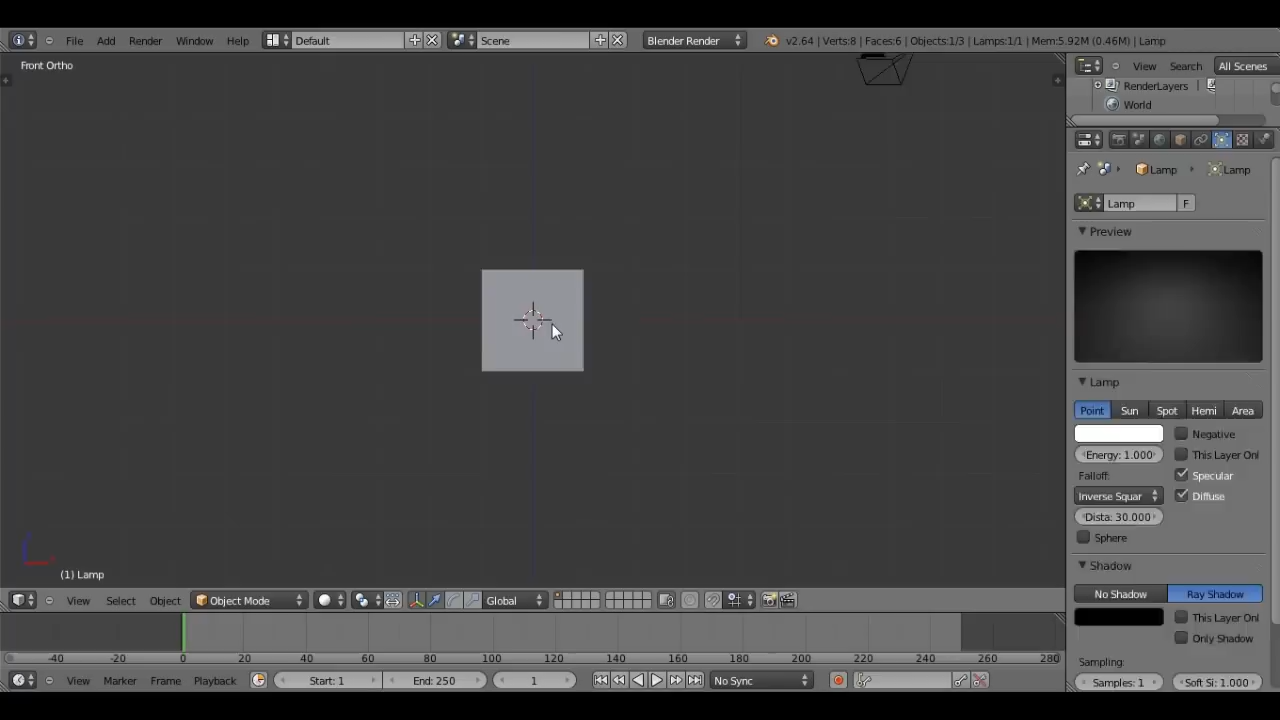 File Add Render Window Help Default Scene Blender Render v2.64 | Verts:8 | Faces:6 | Objects:1/3 | Lamps:1/1 | Mem:5.92M (0.46M) | Lamp
Front Ortho
View Search All Scenes
RenderLayers |
World
Lamp Lamp
Lamp F
Preview
Lamp
Point Sun Spot Hemi Area
Negative
Energy: 1.000 This Layer Onl
Falloff: Specular
Inverse Squar Diffuse
Dista: 30.000
Sphere
Shadow
No Shadow Ray Shadow
This Layer Onl
Only Shadow
Sampling:
Samples: 1 Soft Si: 1.000
(1) Lamp
View Select Object Object Mode Global
-40 -20 0 20 40 60 80 100 120 140 160 180 200 220 240 260 280
View Marker Frame Playback Start: 1 End: 250 1 No Sync